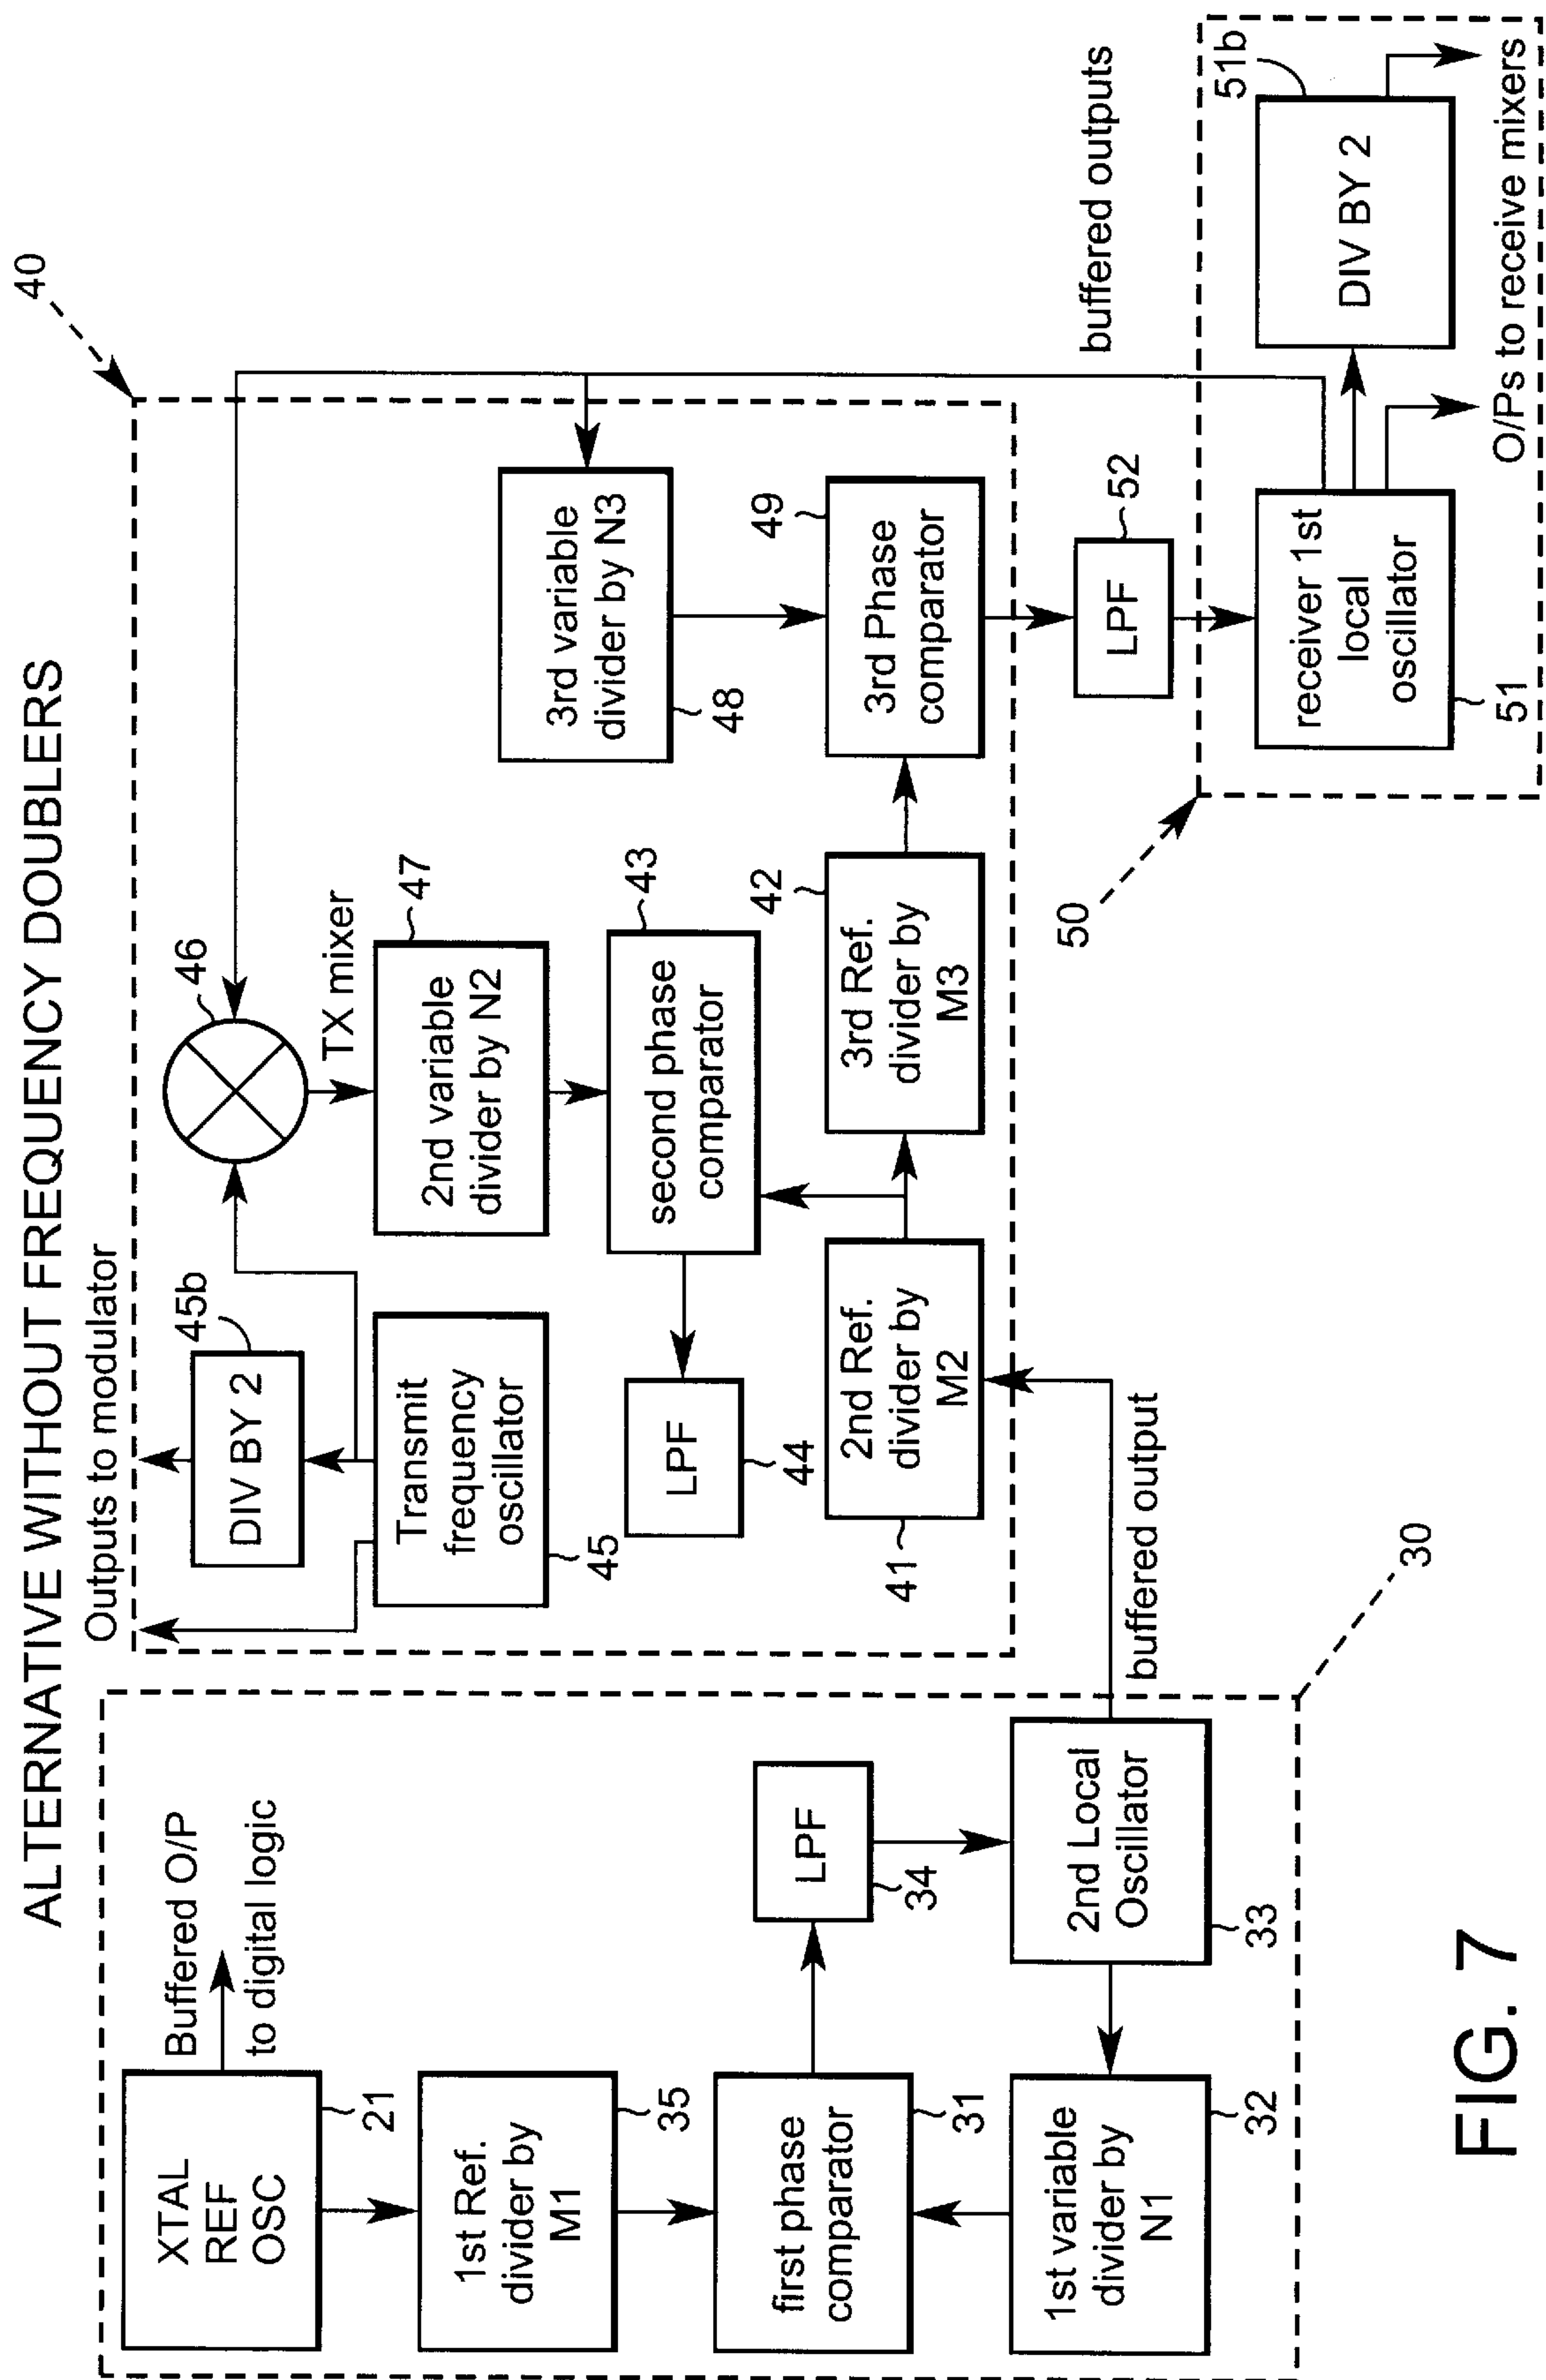 ALTERNATIVE WITHOUT FREQUENCY DOUBLERS
XTAL
REF
OSC
21
Buffered O/P
to digital logic
1st Ref.
divider by
M1
35
first phase
comparator
31
1st variable
divider by
N1
32
LPF
34
2nd Local
Oscillator
33
buffered output
30
Outputs to modulator
DIV BY 2
45b
Transmit
frequency
oscillator
45
LPF
44
2nd Ref.
divider by
M2
41
46
TX mixer
2nd variable
divider by N2
47
second phase
comparator
43
3rd Ref.
divider by
M3
42
3rd variable
divider by N3
48
3rd Phase
comparator
49
40
LPF
52
buffered outputs
50
receiver 1st
local
oscillator
51
DIV BY 2
51b
O/Ps to receive mixers
FIG. 7